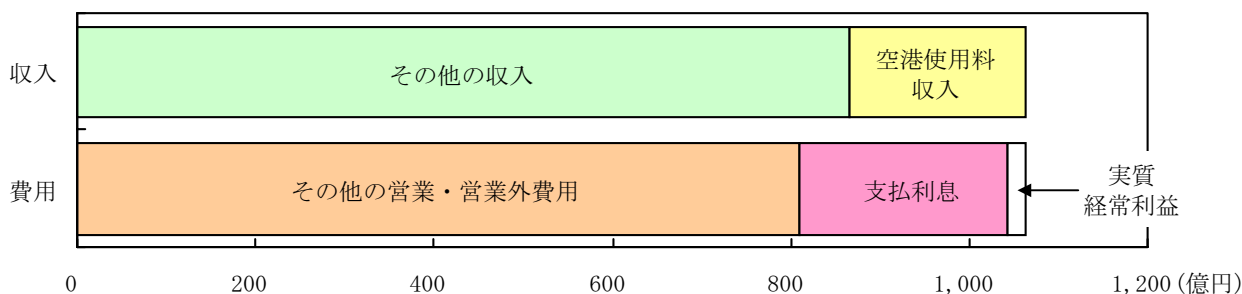 収入
その他の収入
空港使用料
収入
費用
その他の営業・営業外費用
支払利息
実質
経常利益
0 200 400 600 800 1,000 1,200 (億円)